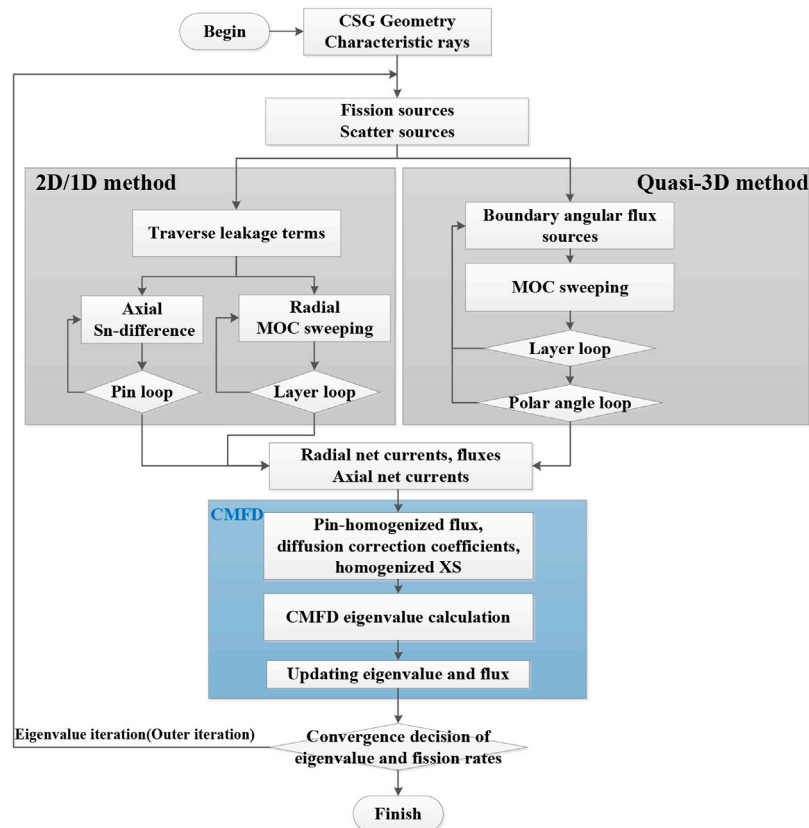 Begin
CSG Geometry
Characteristic rays
Fission sources
Scatter sources
2D/1D method
Traverse leakage terms
Axial
Sn-difference
Radial
MOC sweeping
Pin loop
Layer loop
Quasi-3D method
Boundary angular flux
sources
MOC sweeping
Layer loop
Polar angle loop
Radial net currents, fluxes
Axial net currents
CMFD
Pin-homogenized flux,
diffusion correction coefficients,
homogenized XS
CMFD eigenvalue calculation
Updating eigenvalue and flux
Eigenvalue iteration(Outer iteration)
Convergence decision of
eigenvalue and fission rates
Finish